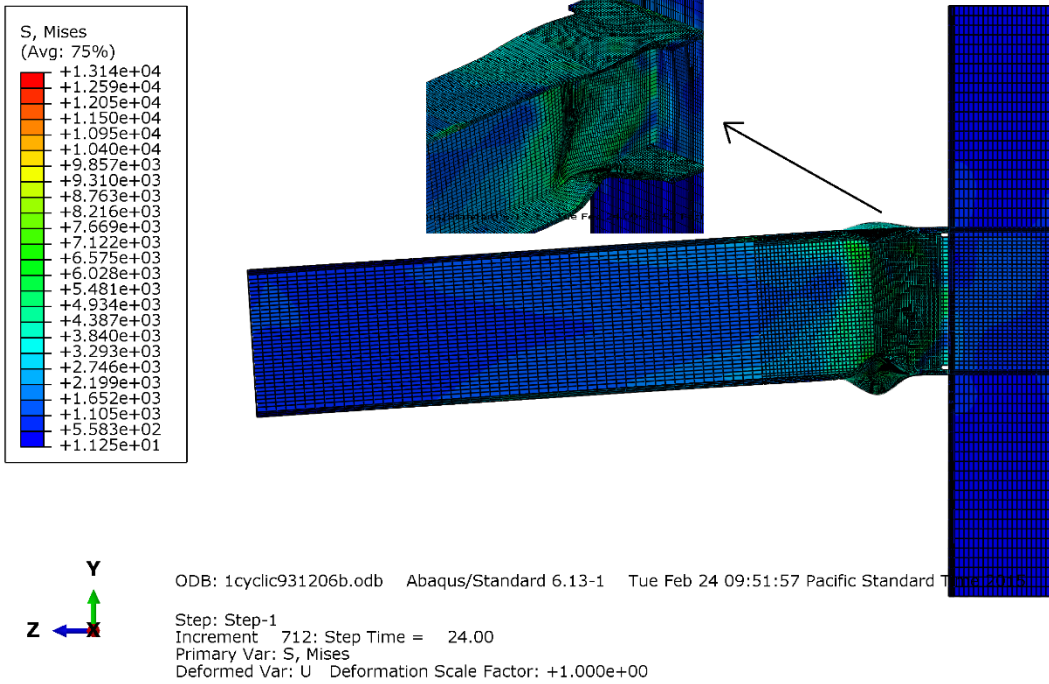 S, Mises
(Avg: 75%)
+1.314e+04
+1.259e+04
+1.205e+04
+1.150e+04
+1.095e+04
+1.040e+04
+9.857e+03
+9.310e+03
+8.763e+03
+8.216e+03
+7.669e+03
+7.122e+03
+6.575e+03
+6.028e+03
+5.481e+03
+4.934e+03
+4.387e+03
+3.840e+03
+3.293e+03
+2.746e+03
+2.199e+03
+1.652e+03
+1.105e+03
+5.583e+02
+1.125e+01
Y
Z
X
ODB: 1cyclic931206b.odb Abaqus/Standard 6.13-1 Tue Feb 24 09:51:57 Pacific Standard
Step: Step-1
Increment 712: Step Time = 24.00
Primary Var: S, Mises
Deformed Var: U Deformation Scale Factor: +1.000e+00